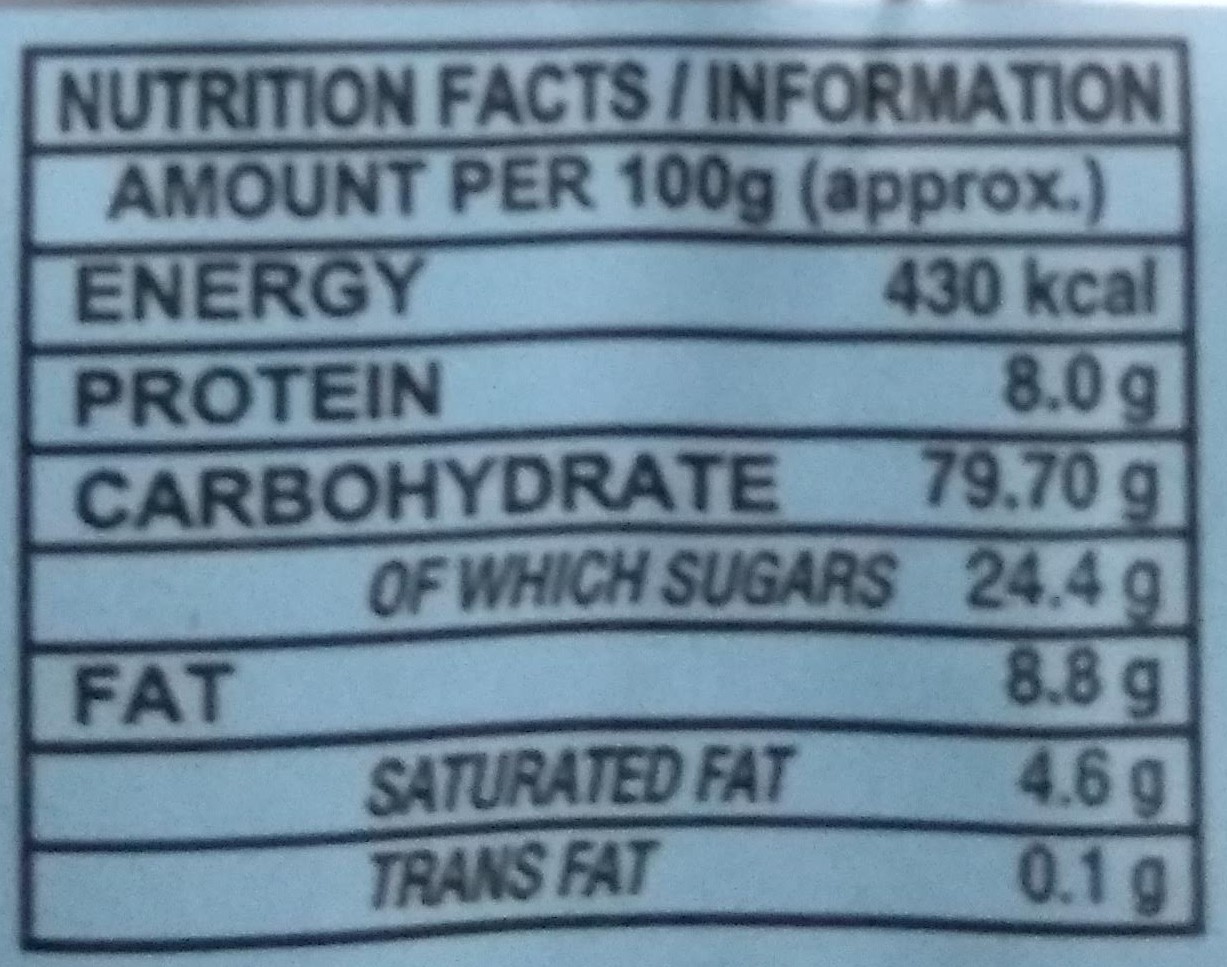 NUTRITION FACTS / INFORMATION
AMOUNT PER 100g (approx.)
ENERGY 430 kcal
PROTEIN 8.0 g
CARBOHYDRATE 79.70 g
OF WHICH SUGARS 24.4 g
FAT 8.8 g
SATURATED FAT 4.6 g
TRANS FAT 0.1 g